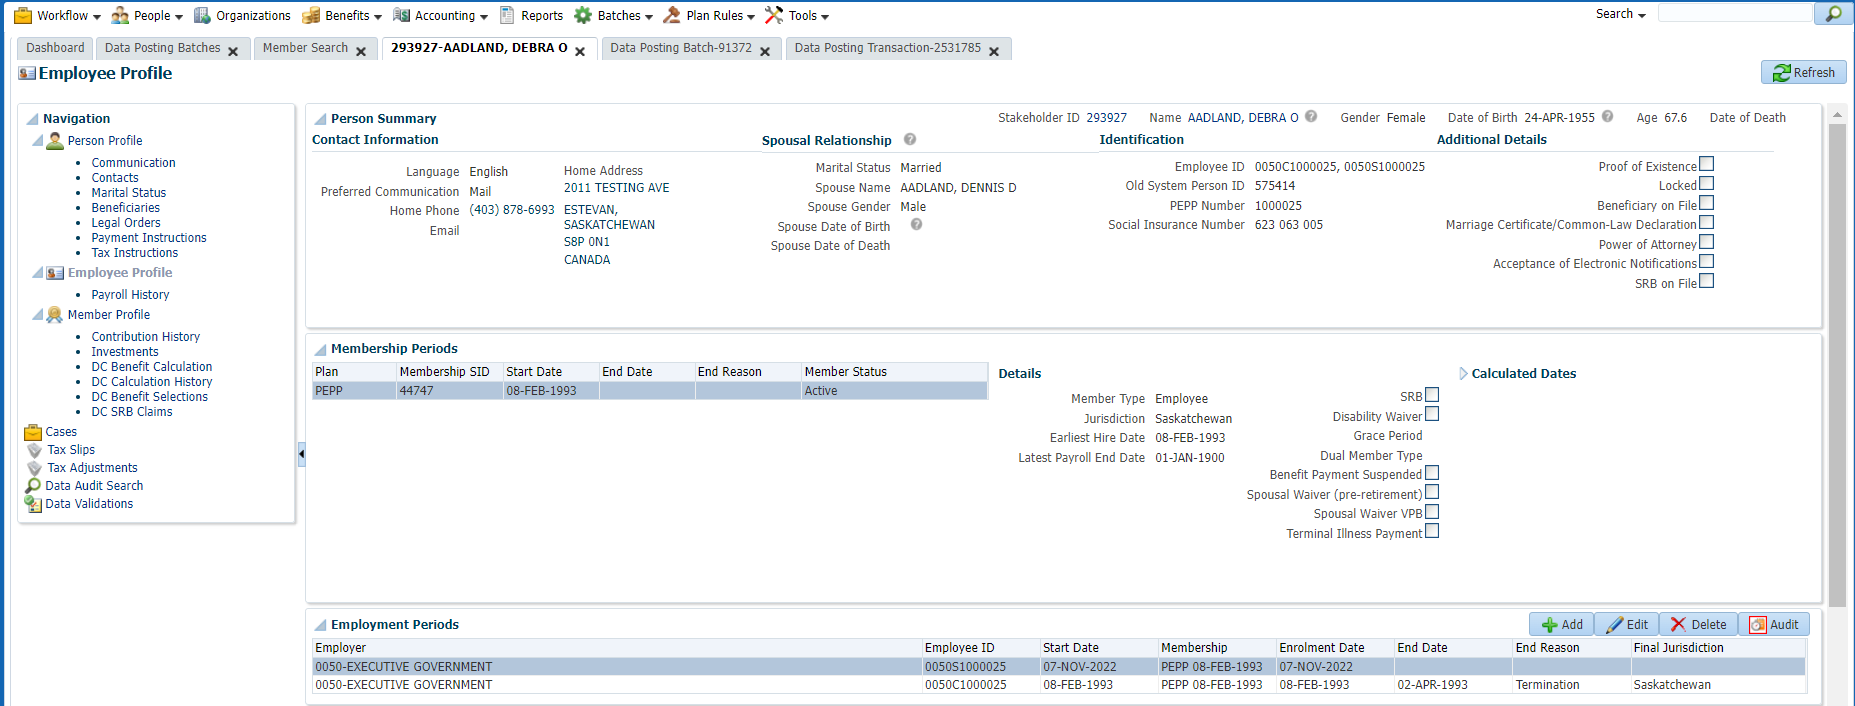 Workflow People Organizations Benefits Accounting Reports Batches Plan Rules Tools Search
Dashboard Data Posting Batches Member Search 293927-AADLAND, DEBRA O Data Posting Batch-91372 Data Posting Transaction-2531785
Employee Profile Refresh
Navigation
Person Profile
• Communication
• Contacts
• Marital Status
• Beneficiaries
• Legal Orders
• Payment Instructions
• Tax Instructions
Employee Profile
• Payroll History
Member Profile
• Contribution History
• Investments
• DC Benefit Calculation
• DC Calculation History
• DC Benefit Selections
• DC SRB Claims
Cases
Tax Slips
Tax Adjustments
Data Audit Search
Data Validations
Person Summary Stakeholder ID 293927 Name AADLAND, DEBRA O Gender Female Date of Birth 24-APR-1955 Age 67.6 Date of Death
Contact Information
Language English
Preferred Communication Mail
Home Phone (403) 878-6993
Email
Home Address
2011 TESTING AVE
ESTEVAN,
SASKATCHEWAN
S8P 0N1
CANADA
Spousal Relationship
Marital Status Married
Spouse Name AADLAND, DENNIS D
Spouse Gender Male
Spouse Date of Birth
Spouse Date of Death
Identification
Employee ID 0050C1000025, 0050S1000025
Old System Person ID 575414
PEPP Number 1000025
Social Insurance Number 623 063 005
Additional Details
Proof of Existence
Locked
Beneficiary on File
Marriage Certificate/Common-Law Declaration
Power of Attorney
Acceptance of Electronic Notifications
SRB on File
Membership Periods
Plan Membership SID Start Date End Date End Reason Member Status
PEPP 44747 08-FEB-1993 Active
Details
Member Type Employee
Jurisdiction Saskatchewan
Earliest Hire Date 08-FEB-1993
Latest Payroll End Date 01-JAN-1900
SRB
Disability Waiver
Grace Period
Dual Member Type
Benefit Payment Suspended
Spousal Waiver (pre-retirement)
Spousal Waiver VPB
Terminal Illness Payment
Calculated Dates
Employment Periods Add Edit Delete Audit
Employer Employee ID Start Date Membership Enrolment Date End Date End Reason Final Jurisdiction
0050-EXECUTIVE GOVERNMENT 0050S1000025 07-NOV-2022 PEPP 08-FEB-1993 07-NOV-2022
0050-EXECUTIVE GOVERNMENT 0050C1000025 08-FEB-1993 PEPP 08-FEB-1993 08-FEB-1993 02-APR-1993 Termination Saskatchewan